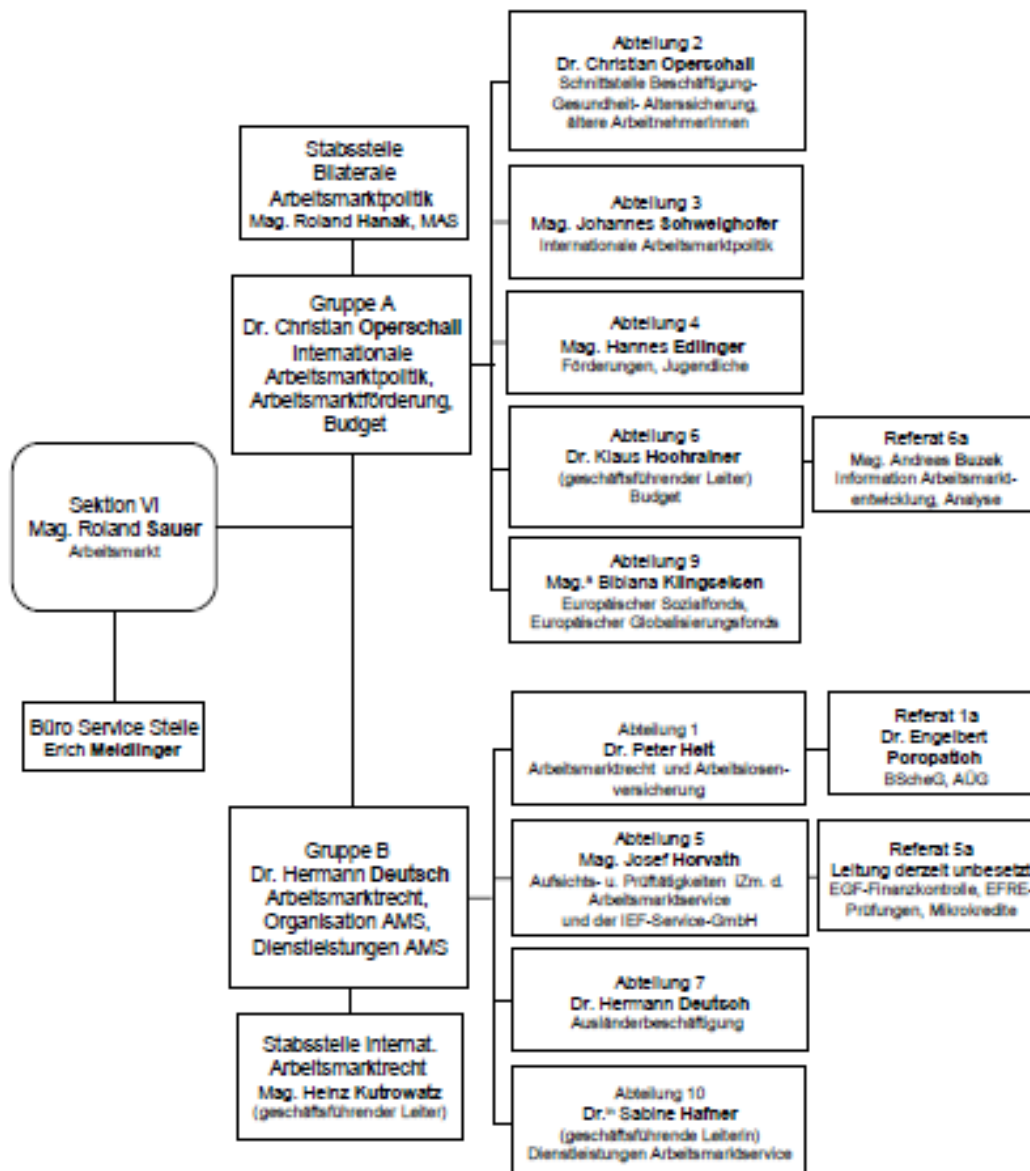 Sektion VI
Mag. Roland Sauer
Arbeitsmarkt
Büro Service Stelle
Erich Meidlinger
Stabsstelle
Bilaterale
Arbeitsmarktpolitik
Mag. Roland Hanak, MAS
Gruppe A
Dr. Christian Operschall
Internationale
Arbeitsmarktpolitik,
Arbeitsmarktförderung,
Budget
Abteilung 2
Dr. Christian Operschall
Schnittstelle Beschäftigung-
Gesundheit- Alterssicherung,
ältere ArbeitnehmerInnen
Abteilung 3
Mag. Johannes Schweighofer
Internationale Arbeitsmarktpolitik
Abteilung 4
Mag. Hannes Edlinger
Förderungen, Jugendliche
Abteilung 6
Dr. Klaus Hochrainer
(geschäftsführender Leiter)
Budget
Referat 6a
Mag. Andreas Buzek
Information Arbeitsmarkt-
entwicklung, Analyse
Abteilung 9
Mag.ª Bibiana Klingseisen
Europäischer Sozialfonds,
Europäischer Globalisierungsfonds
Gruppe B
Dr. Hermann Deutsch
Arbeitsmarktrecht,
Organisation AMS,
Dienstleistungen AMS
Stabsstelle Internat.
Arbeitsmarktrecht
Mag. Heinz Kutrowatz
(geschäftsführender Leiter)
Abteilung 1
Dr. Peter Heit
Arbeitsmarktrecht und Arbeitslosen-
versicherung
Referat 1a
Dr. Engelbert
Poropatich
BScheG, AÜG
Abteilung 5
Mag. Josef Horvath
Aufsichts- u. Prüftätigkeiten iZm. d.
Arbeitsmarktservice
und der IEF-Service-GmbH
Referat 5a
Leitung derzeit unbesetzt
EGF-Finanzkontrolle, EFRE-
Prüfungen, Mikrokredite
Abteilung 7
Dr. Hermann Deutsch
Ausländerbeschäftigung
Abteilung 10
Dr.ⁱⁿ Sabine Hafner
(geschäftsführende Leiterin)
Dienstleistungen Arbeitsmarktservice